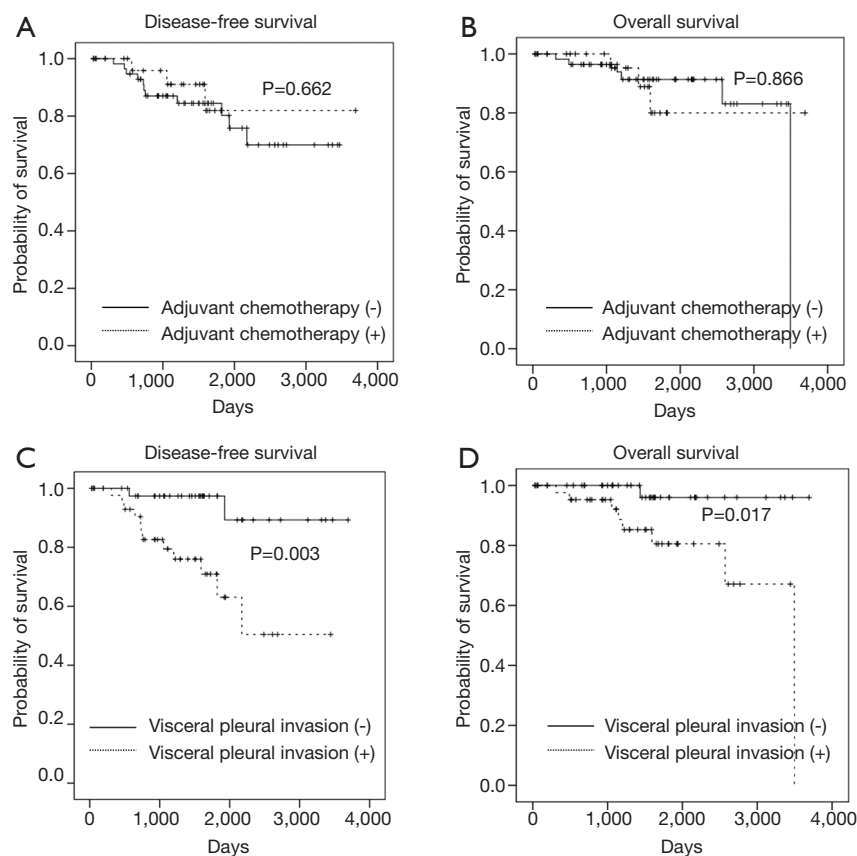 A
Disease-free survival
Probability of survival
1.0
0.8
0.6
0.4
0.2
0.0
P=0.662
Adjuvant chemotherapy (-)
Adjuvant chemotherapy (+)
0 1,000 2,000 3,000 4,000
Days
B
Overall survival
Probability of survival
1.0
0.8
0.6
0.4
0.2
0.0
P=0.866
Adjuvant chemotherapy (-)
Adjuvant chemotherapy (+)
0 1,000 2,000 3,000 4,000
Days
C
Disease-free survival
Probability of survival
1.0
0.8
0.6
0.4
0.2
0.0
P=0.003
Visceral pleural invasion (-)
Visceral pleural invasion (+)
0 1,000 2,000 3,000 4,000
Days
D
Overall survival
Probability of survival
1.0
0.8
0.6
0.4
0.2
0.0
P=0.017
Visceral pleural invasion (-)
Visceral pleural invasion (+)
0 1,000 2,000 3,000 4,000
Days